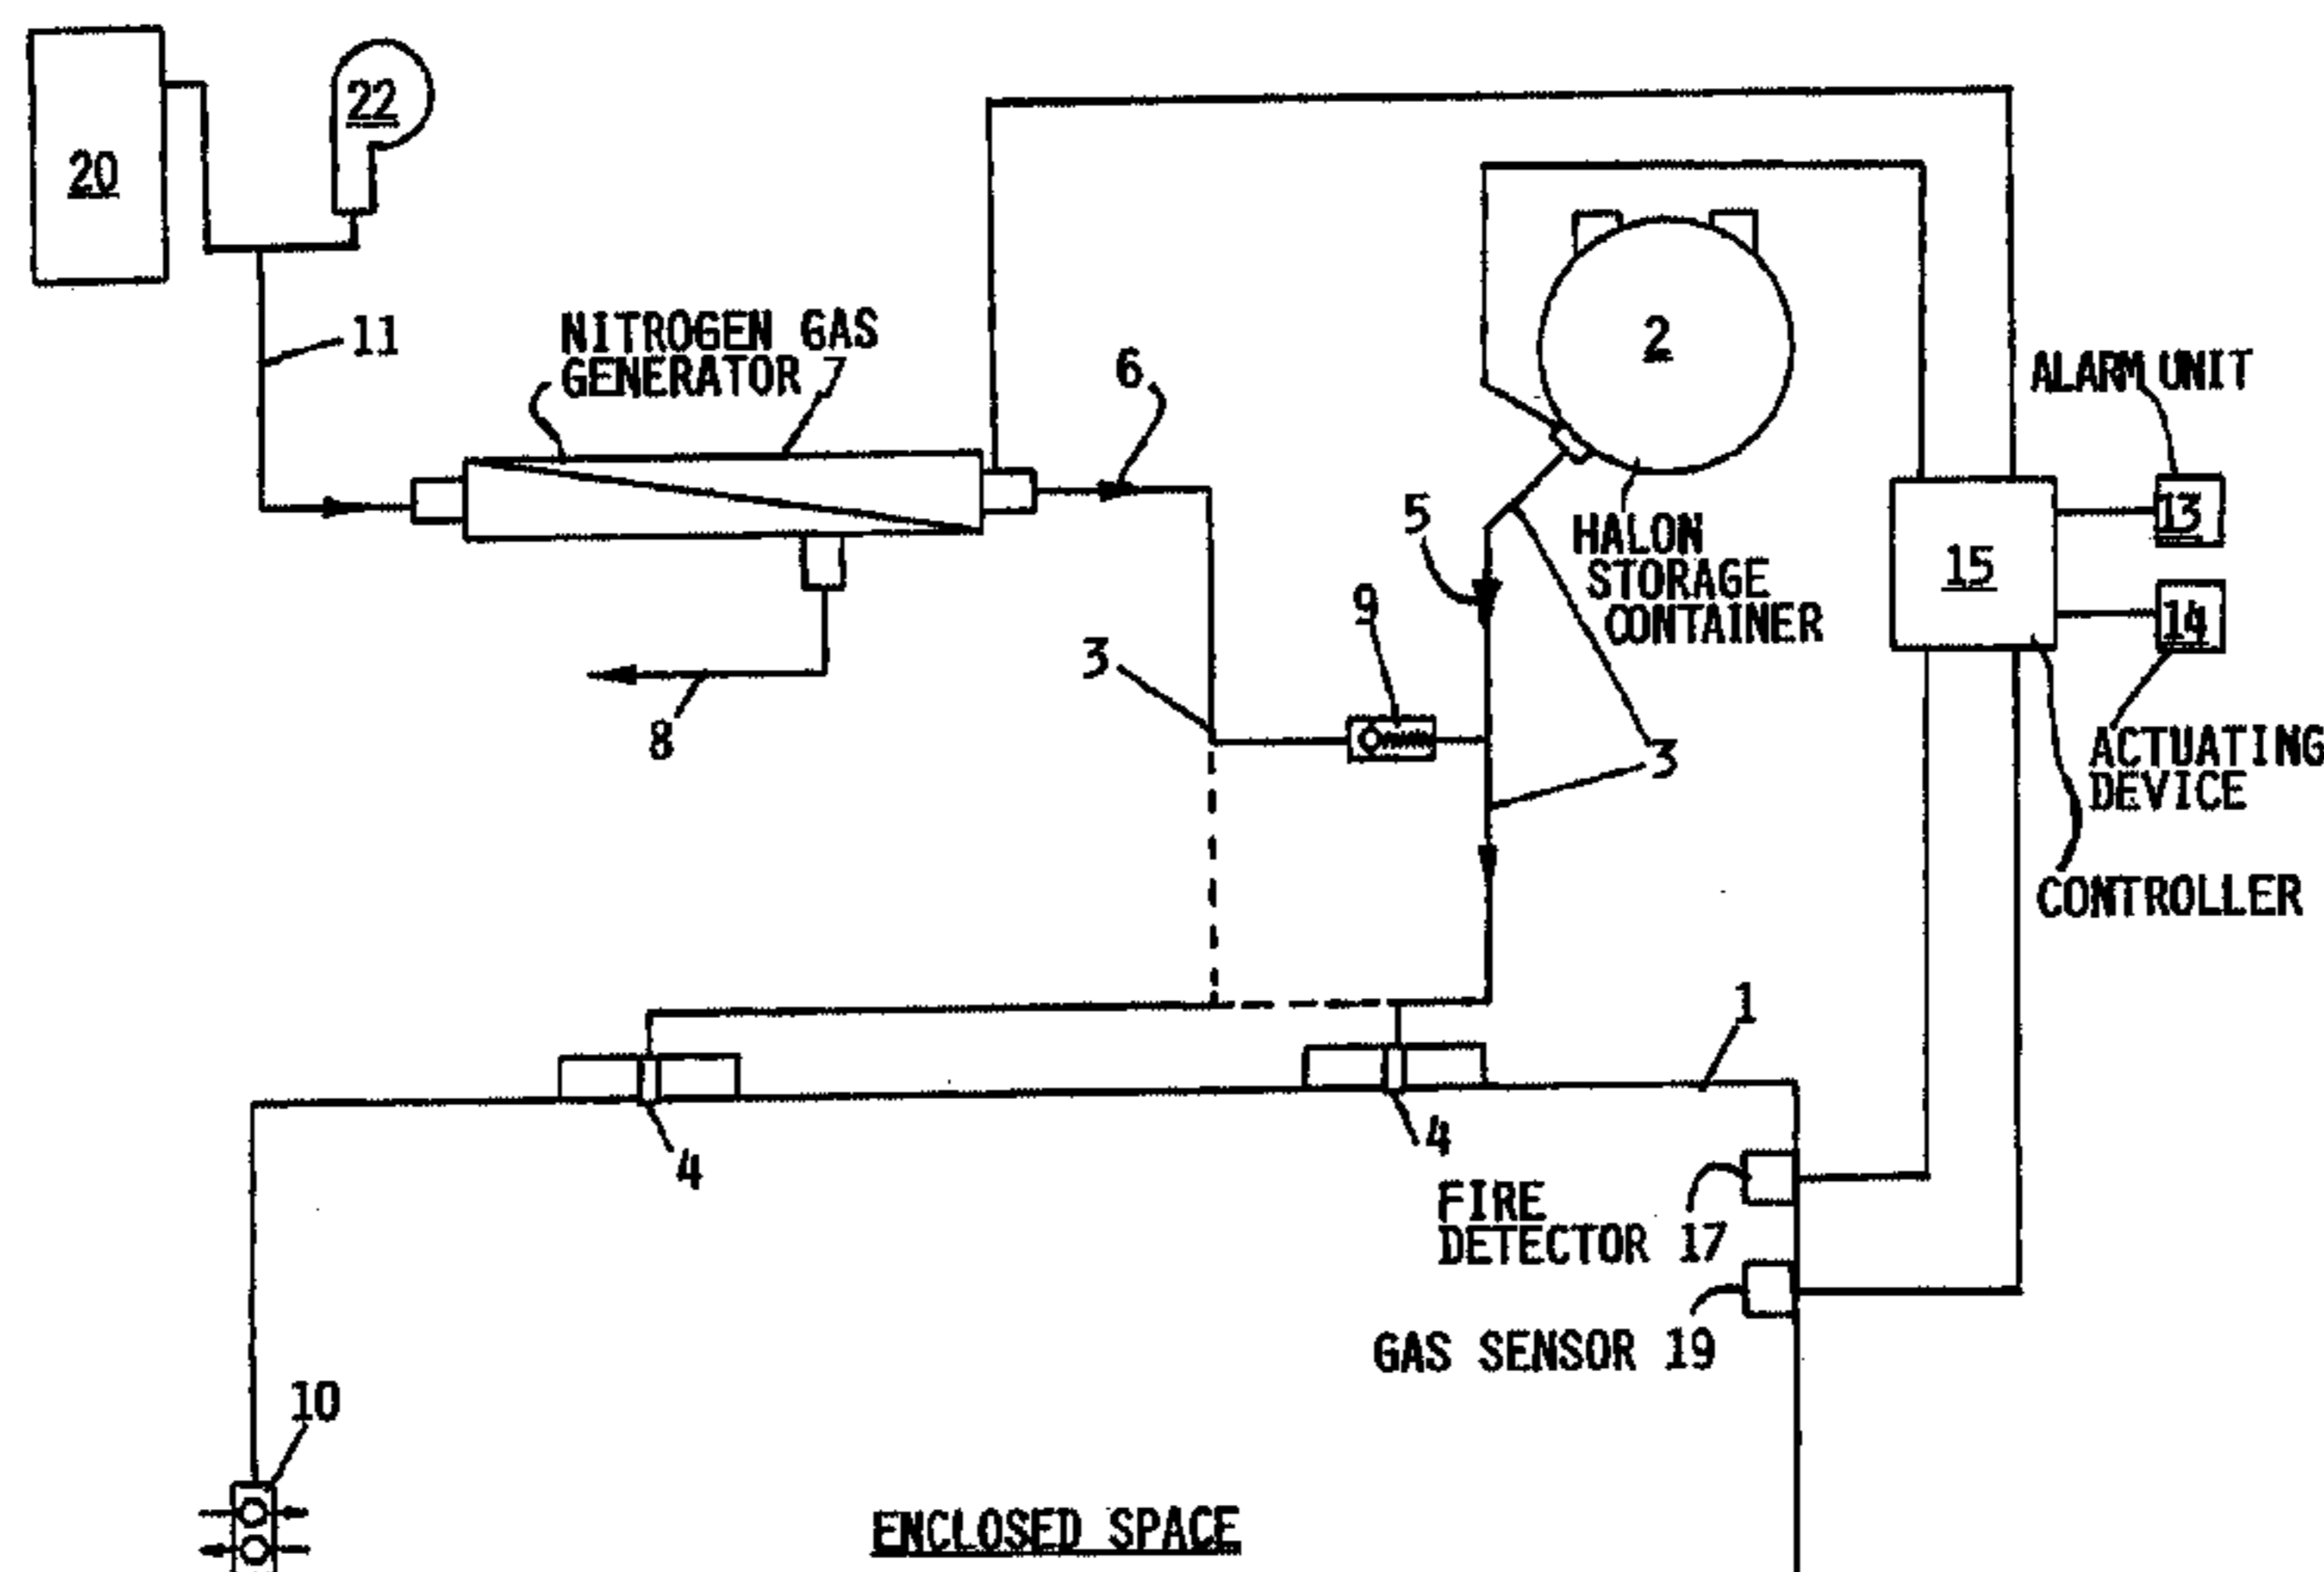 22
20
11
NITROGEN GAS
GENERATOR 7
6
2
ALARM UNIT
13
5
HALON
STORAGE
CONTAINER
15
14
9
3
8
3
ACTUATING
DEVICE
CONTROLLER
1
4
4
FIRE
DETECTOR 17
GAS SENSOR 19
10
ENCLOSED SPACE